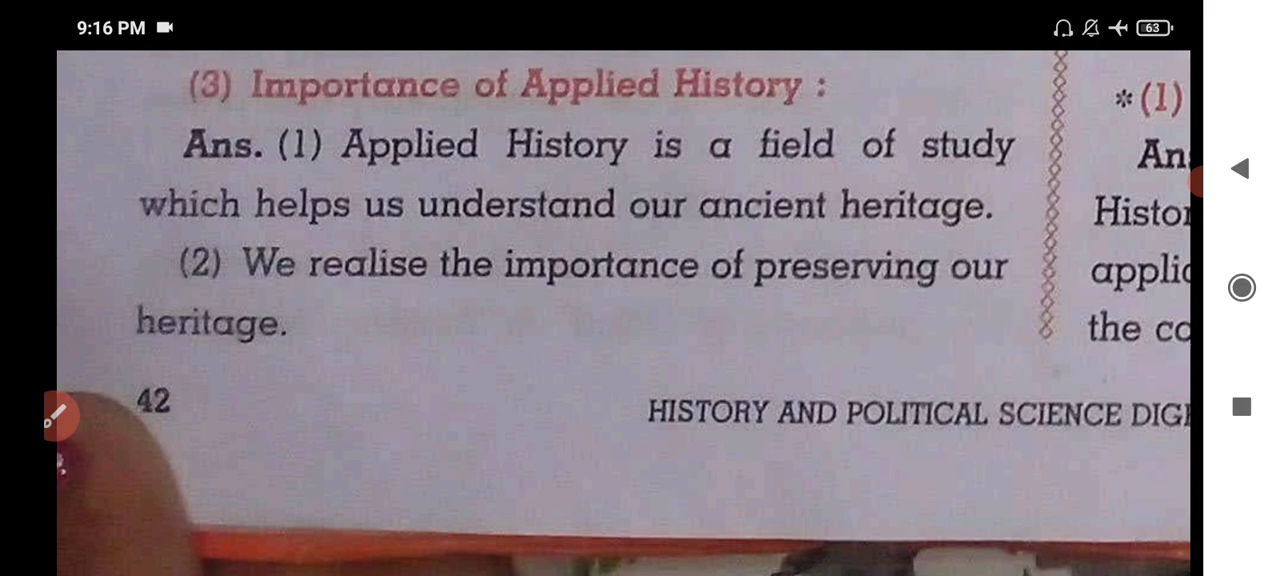 9:16 PM
63
(3) Importance of Applied History :
Ans. (1) Applied History is a field of study
which helps us understand our ancient heritage.
(2) We realise the importance of preserving our
heritage.
42
HISTORY AND POLITICAL SCIENCE
*(1)
the